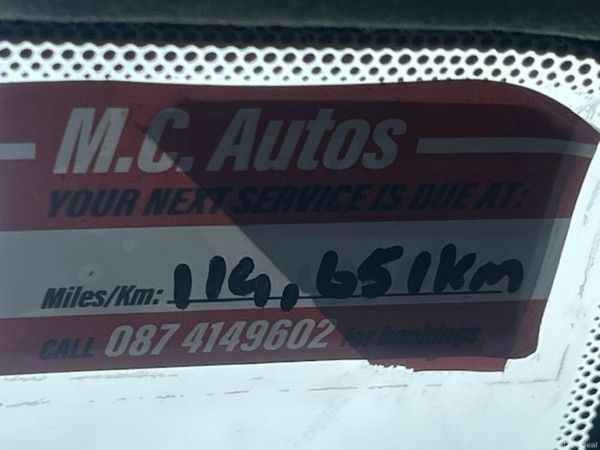 M.C. Autos
YOUR NEXT SERVICE IS DUE AT:
Miles/Km: 114,651km
CALL 087 4149602 for bookings